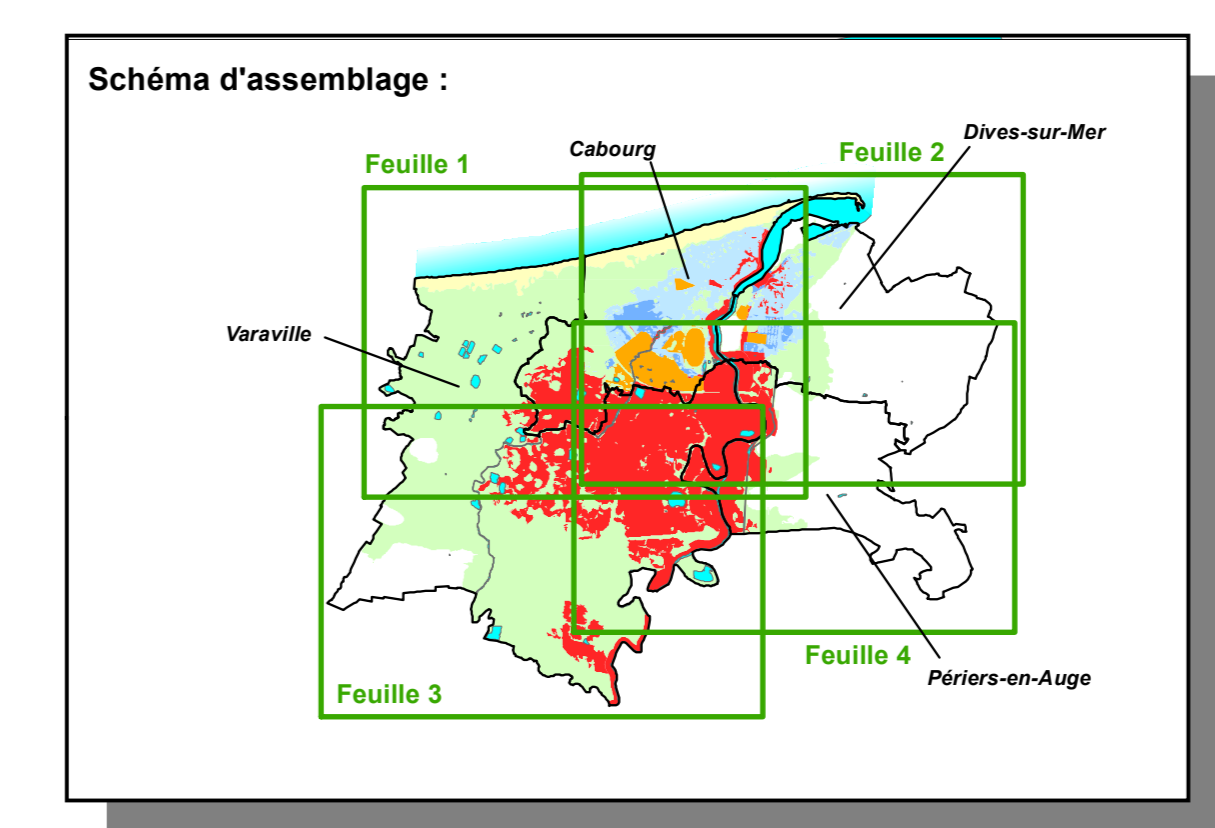 Schéma d'assemblage :
Dives-sur-Mer
Cabourg
Feuille 2
Feuille 1
Varaville
Feuille 4
Périers-en-Auge
Feuille 3